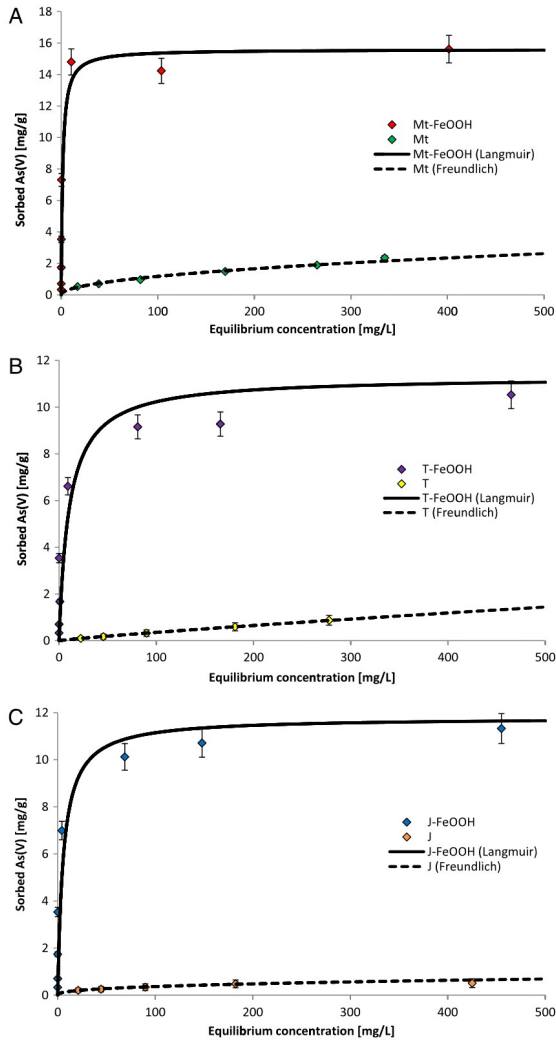 A
18
16
14
12
10
8
6
4
2
0
Sorbed As(V) [mg/g]
Mt-FeOOH
Mt
Mt-FeOOH (Langmuir)
Mt (Freundlich)
0 100 200 300 400 500
Equilibrium concentration [mg/L]
B
12
10
8
6
4
2
0
Sorbed As(V) [mg/g]
T-FeOOH
T
T-FeOOH (Langmuir)
T (Freundlich)
0 100 200 300 400 500
Equilibrium concentration [mg/L]
C
12
10
8
6
4
2
0
Sorbed As(V) [mg/g]
J-FeOOH
J
J-FeOOH (Langmuir)
J (Freundlich)
0 100 200 300 400 500
Equilibrium concentration [mg/L]